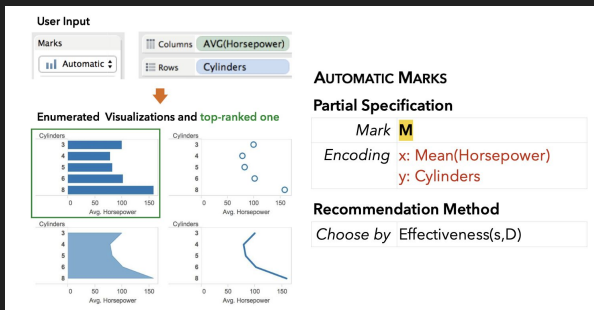 User Input
Marks
Automatic
Columns AVG(Horsepower)
Rows Cylinders
Enumerated Visualizations and top-ranked one
Cylinders
3
4
5
6
8
0 50 100 150
Avg. Horsepower
Cylinders
3
4
5
6
8
0 50 100 150
Avg. Horsepower
Cylinders
3
4
5
6
8
0 50 100 150
Avg. Horsepower
Cylinders
3
4
5
6
8
0 50 100 150
Avg. Horsepower
AUTOMATIC MARKS
Partial Specification
Mark M
Encoding x: Mean(Horsepower)
y: Cylinders
Recommendation Method
Choose by Effectiveness(s,D)